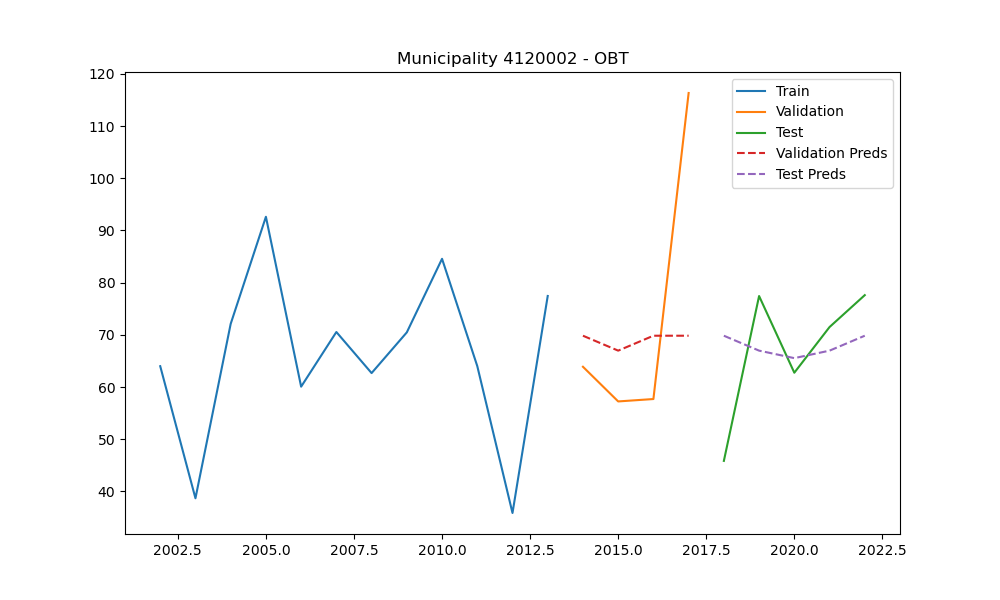 Municipality 4120002 - OBT
120
110
100
90
80
70
60
50
40
Train
Validation
Test
Validation Preds
Test Preds
2002.5 2005.0 2007.5 2010.0 2012.5 2015.0 2017.5 2020.0 2022.5